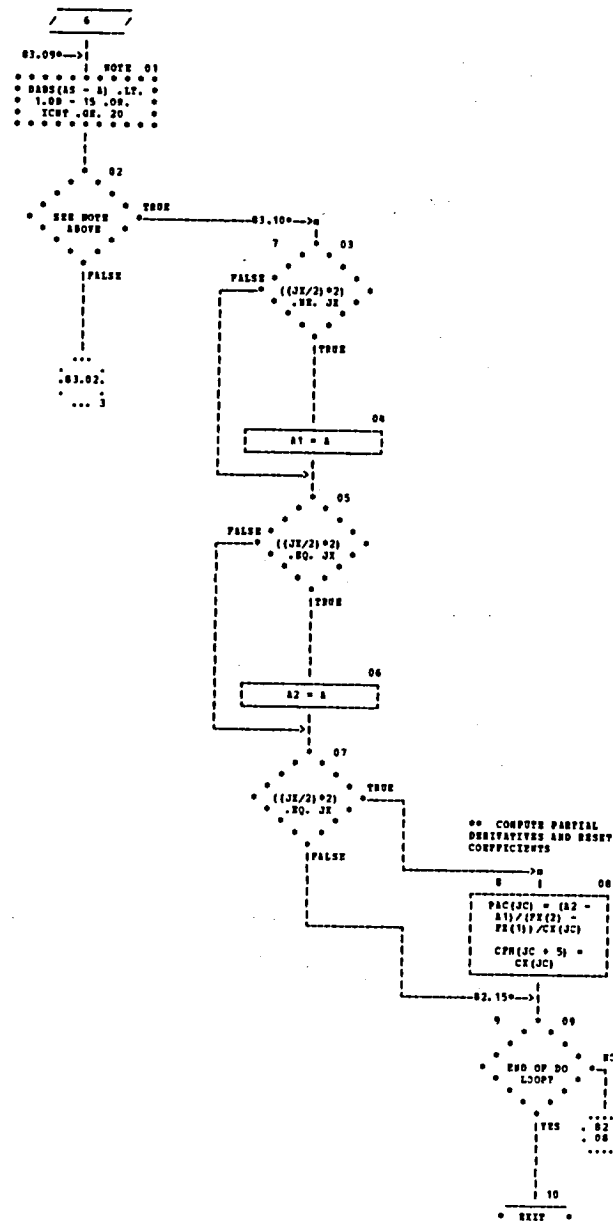 6
83.09*-->
NOTE 01
DABS(AS - A) .LT.
1.0D - 15 .OR.
ICNT .GE. 20
02
SEE NOTE
ABOVE
TRUE
FALSE
.83.02.
3
83.10*-->
7 03
FALSE
((JX/2)*2)
.NE. JX
TRUE
04
A1 = A
05
FALSE
((JX/2)*2)
.EQ. JX
TRUE
06
A2 = A
07
((JX/2)*2)
.EQ. JX
TRUE
FALSE
** COMPUTE PARTIAL
DERIVATIVES AND RESET
COEFFICIENTS
8 08
PAC(JC) = (A2 -
A1)/(PX(2) -
PX(1))/CX(JC)
CPM(JC + 5) =
CX(JC)
82.15*-->
9 09
END OF DO
LOOP?
YES
82
08
10
EXIT